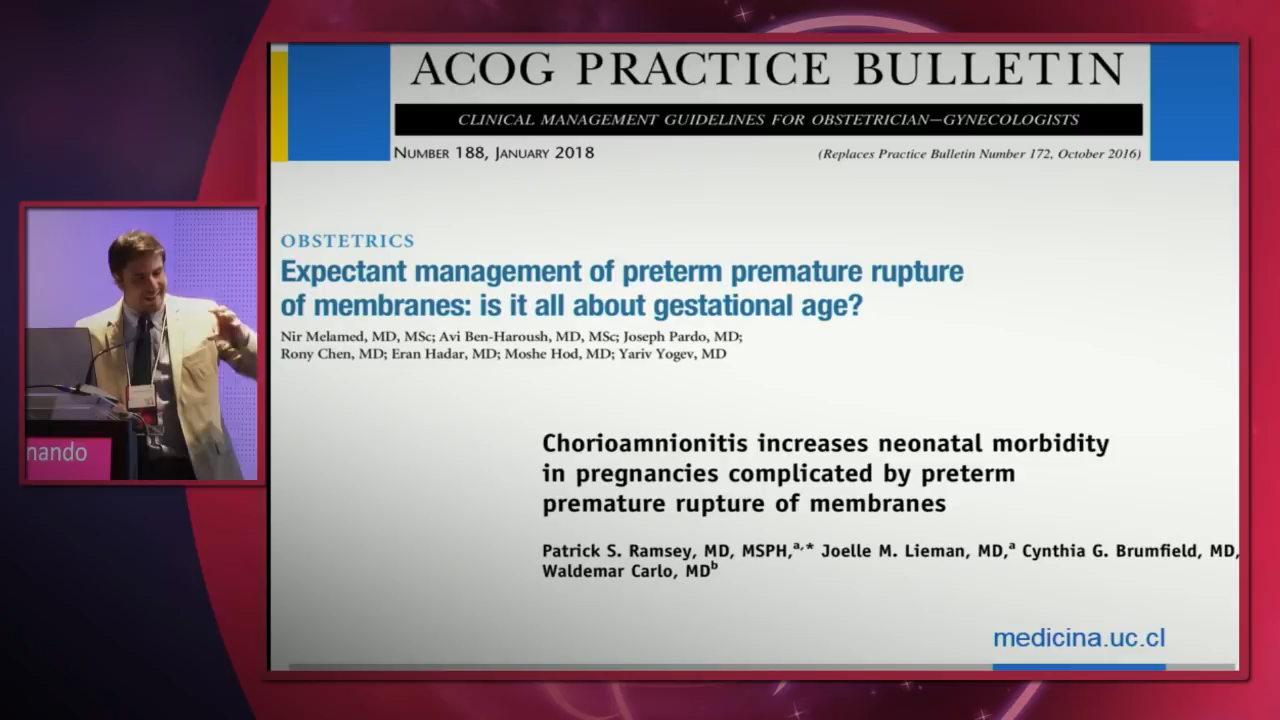 ACOG PRACTICE BULLETIN
CLINICAL MANAGEMENT GUIDELINES FOR OBSTETRICIAN–GYNECOLOGISTS
NUMBER 188, JANUARY 2018
(Replaces Practice Bulletin Number 172, October 2016)
OBSTETRICS
Expectant management of preterm premature rupture
of membranes: is it all about gestational age?
Nir Melamed, MD, MSc; Avi Ben-Haroush, MD, MSc; Joseph Pardo, MD;
Rony Chen, MD; Eran Hadar, MD; Moshe Hod, MD; Yariv Yogev, MD
Chorioamnionitis increases neonatal morbidity
in pregnancies complicated by preterm
premature rupture of membranes
Patrick S. Ramsey, MD, MSPH,a,* Joelle M. Lieman, MD,a Cynthia G. Brumfield, MD,
Waldemar Carlo, MDb
medicina.uc.cl
nando